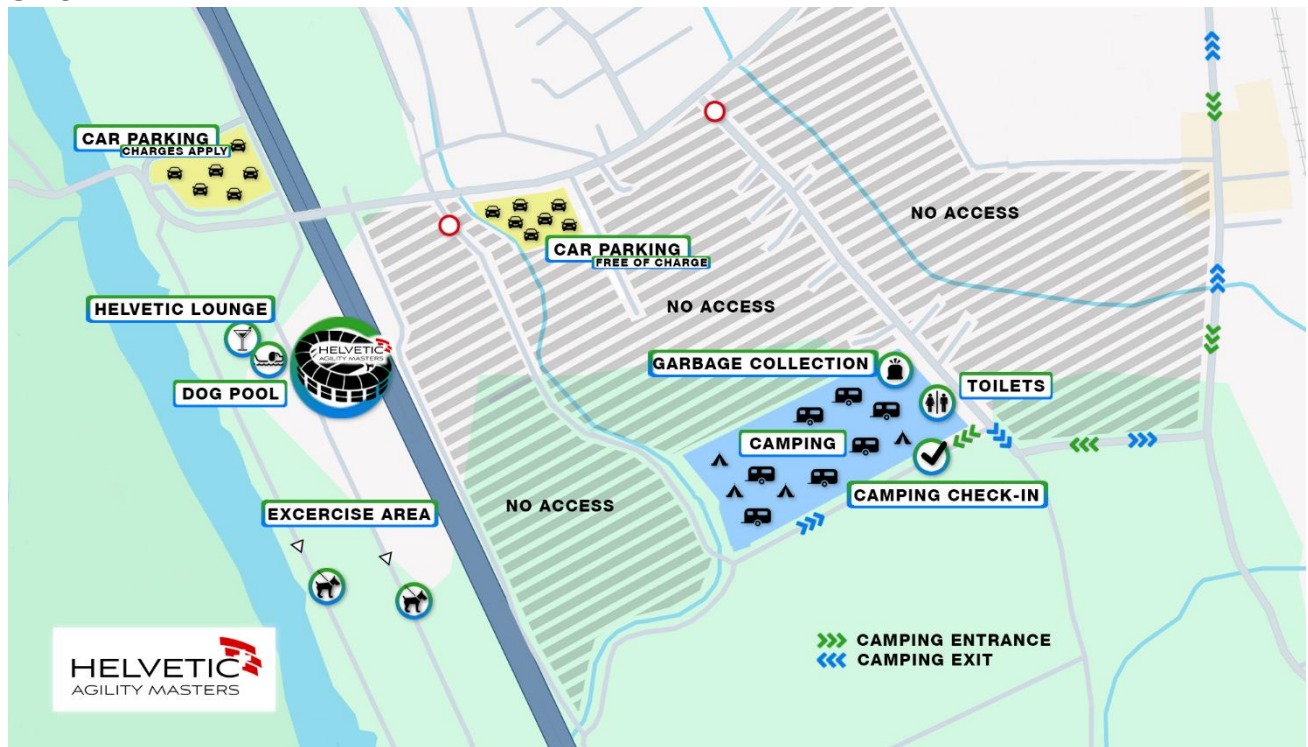 CAR PARKING
CHARGES APPLY
NO ACCESS
CAR PARKING
FREE OF CHARGE
NO ACCESS
HELVETIC LOUNGE
HELVETIC
AGILITY MASTERS
DOG POOL
GARBAGE COLLECTION
TOILETS
CAMPING
CAMPING CHECK-IN
NO ACCESS
EXCERCISE AREA
CAMPING ENTRANCE
CAMPING EXIT
HELVETIC
AGILITY MASTERS